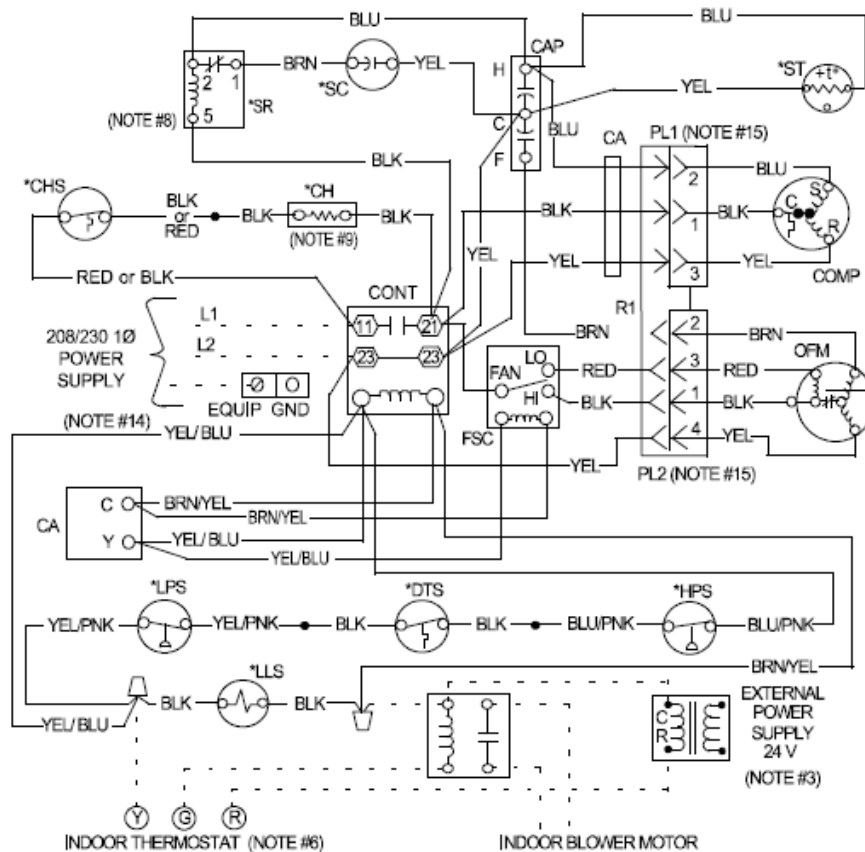 BLU
CAP
BLU
2 1
BRN
*SC
YEL
H
*ST
+t°
YEL
*SR
(NOTE #8)
5
C
BLU
CA
PL1 (NOTE #15)
F
BLK
2
BLU
S
*CHS
BLK
or
RED
BLK
*CH
BLK
(NOTE #9)
BLK
1
BLK
C
R
YEL
YEL
3
YEL
COMP
RED or BLK
CONT
L1
11
21
R1
208/230 1Ø
POWER
SUPPLY
L2
23
23
BRN
2
BRN
LO
FAN
RED
3
RED
OFM
HI
BLK
1
BLK
EQUIP GND
(NOTE #14)
YEL/BLU
FSC
YEL
4
YEL
PL2 (NOTE #15)
CA
C
BRN/YEL
BRN/YEL
Y
YEL/BLU
YEL/BLU
*LPS
*DTS
*HPS
YEL/PNK
YEL/PNK
BLK
BLK
BLU/PNK
BLU/PNK
*LLS
BRN/YEL
BLK
BLK
YEL/BLU
C
R
EXTERNAL
POWER
SUPPLY
24 V
(NOTE #3)
Y G R
INDOOR THERMOSTAT (NOTE #6)
INDOOR BLOWER MOTOR